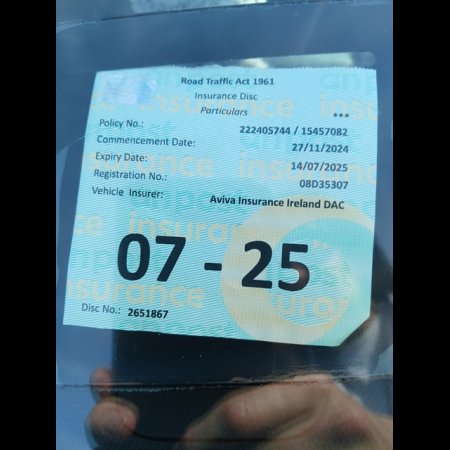 Road Traffic Act 1961
Insurance Disc
Particulars
***
Policy No.: 222405744 / 15457082
Commencement Date: 27/11/2024
Expiry Date: 14/07/2025
Registration No.: 08D35307
Vehicle Insurer: Aviva Insurance Ireland DAC
07 - 25
Disc No.: 2651867